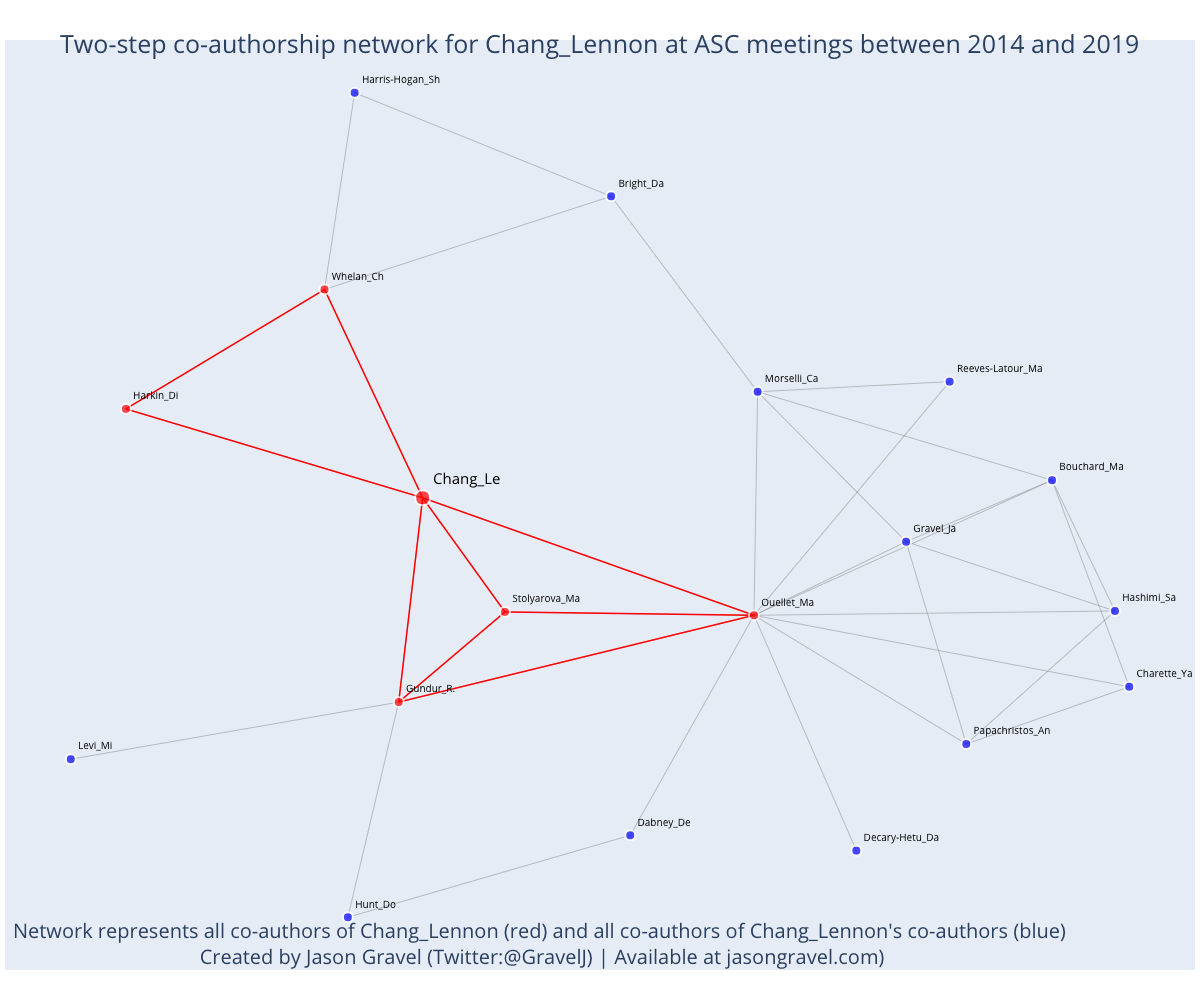 Two-step co-authorship network for Chang_Lennon at ASC meetings between 2014 and 2019
Harris-Hogan_Sh
Bright_Da
Whelan_Ch
Reeves-Latour_Ma
Morselli_Ca
Harkin_Di
Bouchard_Ma
Chang_Le
Gravel_Ja
Hashimi_Sa
Stolyarova_Ma
Ouellet_Ma
Charette_Ya
Gundur_R.
Papachristos_An
Levi_Mi
Dabney_De
Decary-Hetu_Da
Hunt_Do
Network represents all co-authors of Chang_Lennon (red) and all co-authors of Chang_Lennon's co-authors (blue)
Created by Jason Gravel (Twitter:@GravelJ) | Available at jasongravel.com)